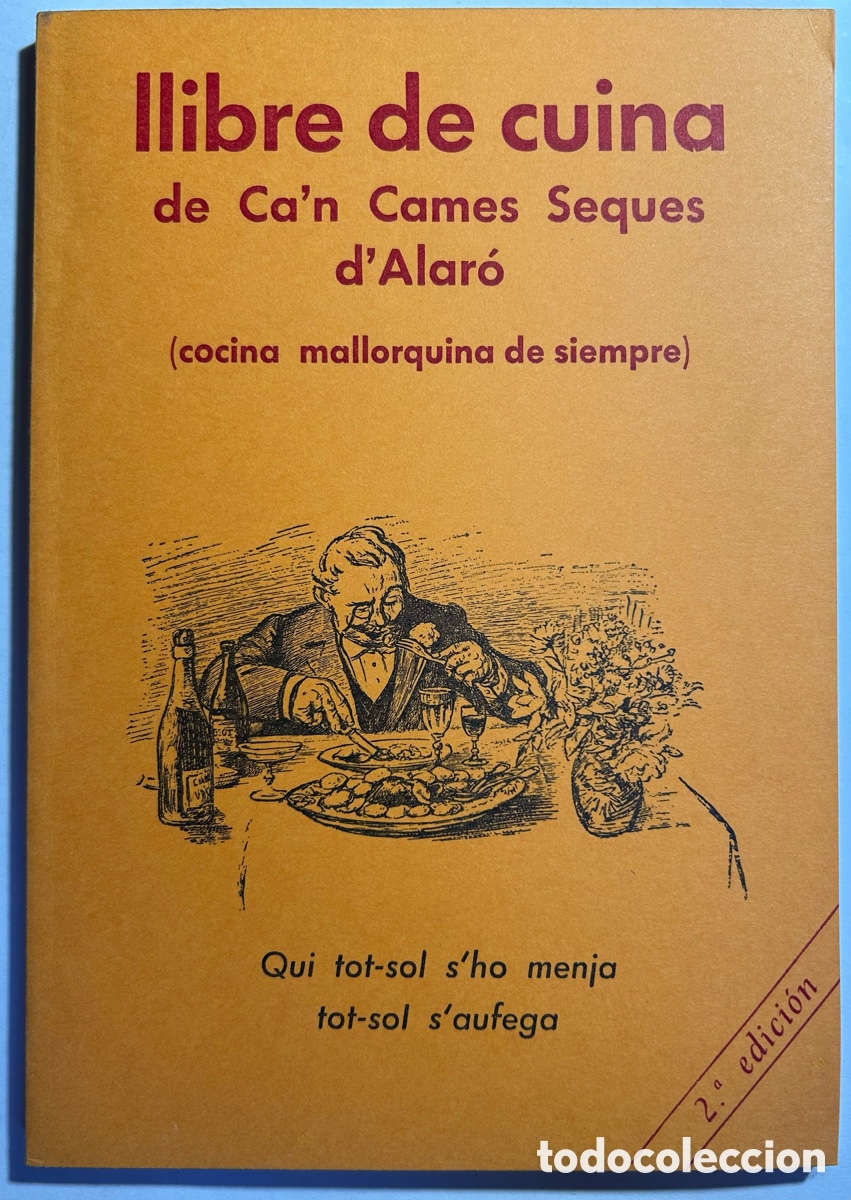 llibre de cuina
de Ca'n Cames Seques
d'Alaró
(cocina mallorquina de siempre)
Qui tot-sol s'ho menja
tot-sol s'aufega
2.ª edición
todocoleccion